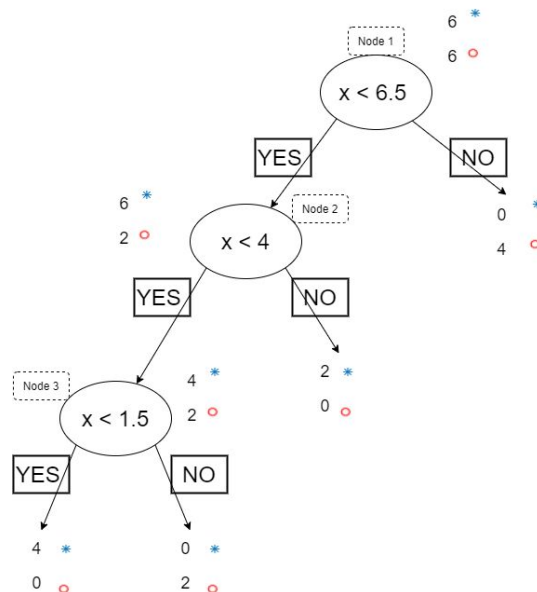 6 *
Node 1
6 o
x < 6.5
YES
NO
6 *
Node 2
0 *
2 o
x < 4
4 o
YES
NO
Node 3
4 *
2 *
2 o
0 o
x < 1.5
YES
NO
4 *
0 *
0 o
2 o